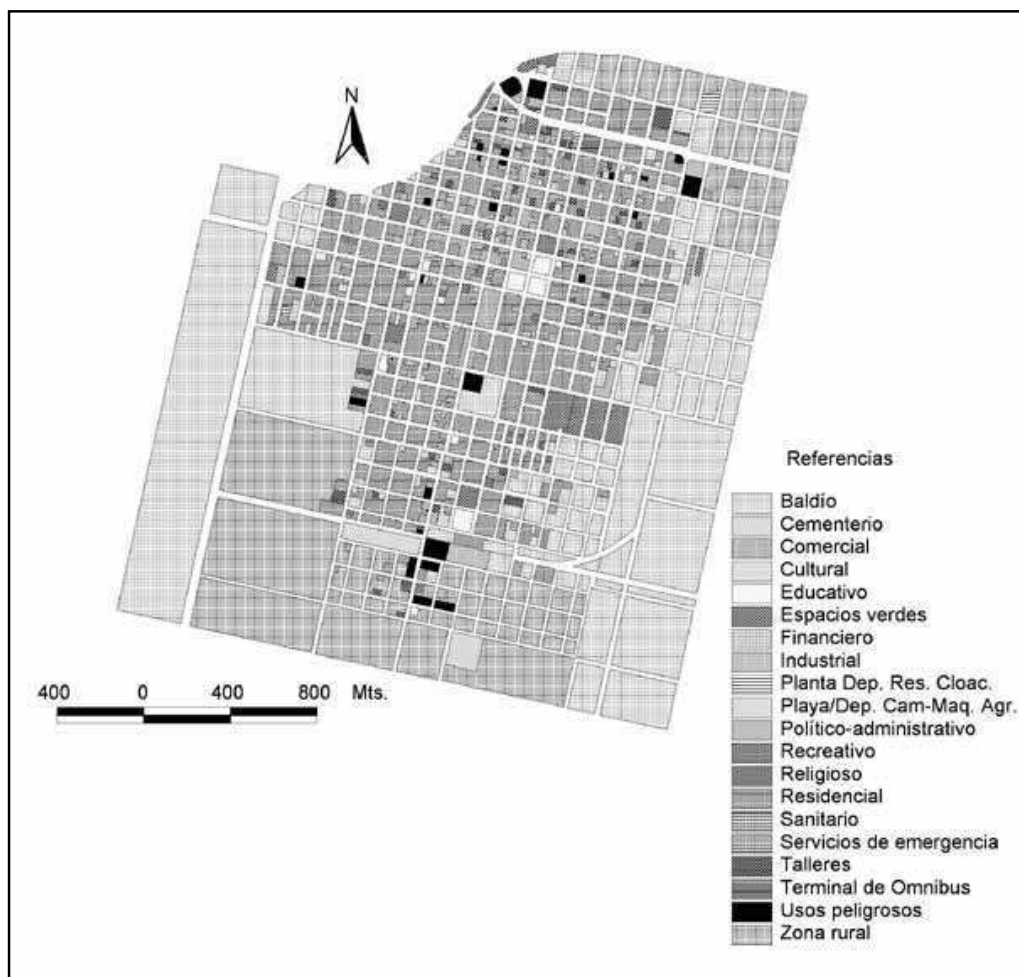 N
Referencias
Baldío
Cementerio
Comercial
Cultural
Educativo
Espacios verdes
Financiero
Industrial
Planta Dep. Res. Cloac.
Playa/Dep. Cam-Maq. Agr.
Político-administrativo
Recreativo
Religioso
Residencial
Sanitario
Servicios de emergencia
Talleres
Terminal de Omnibus
Usos peligrosos
Zona rural
400 0 400 800 Mts.